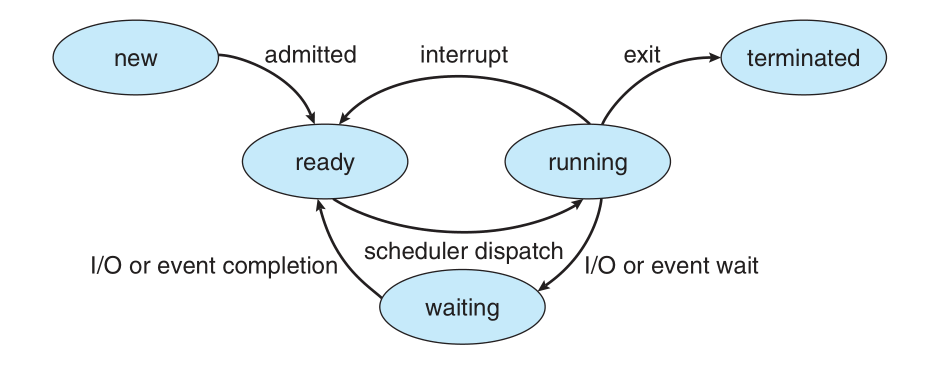 new
admitted
interrupt
exit
terminated
ready
running
scheduler dispatch
I/O or event completion
I/O or event wait
waiting